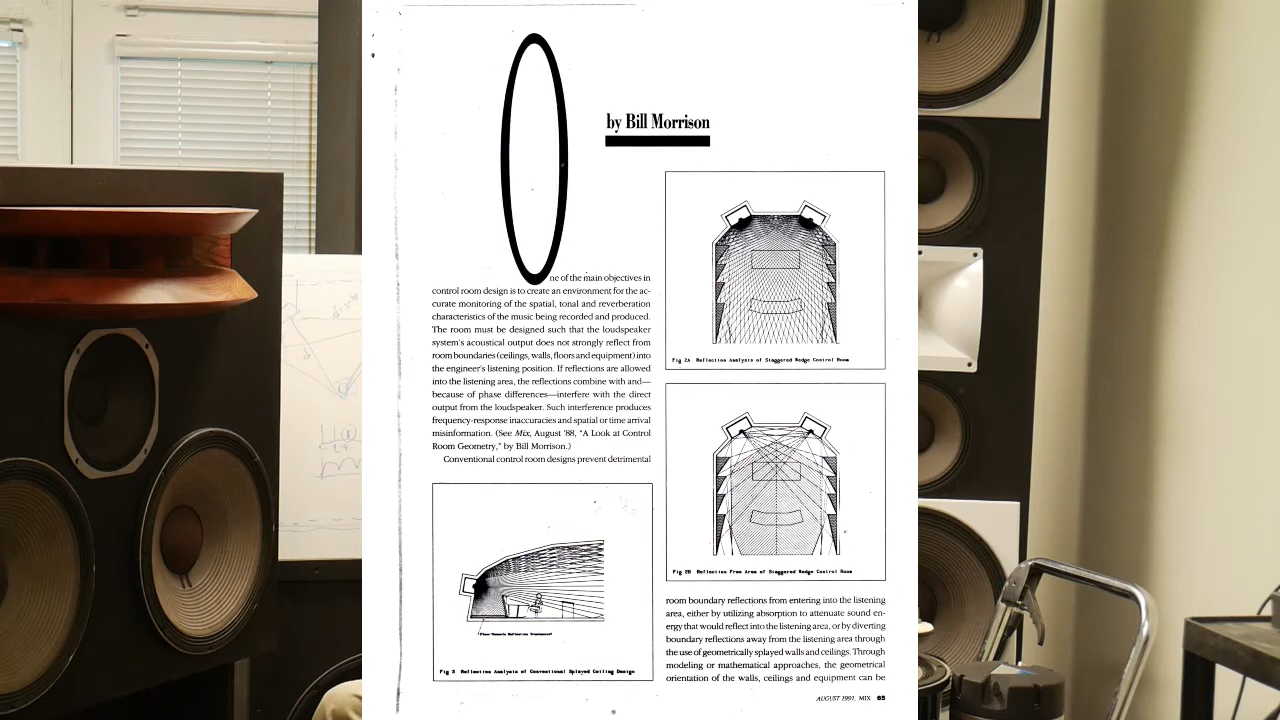 by Bill Morrison
One of the main objectives in
control room design is to create an environment for the ac-
curate monitoring of the spatial, tonal and reverberation
characteristics of the music being recorded and produced.
The room must be designed such that the loudspeaker
system's acoustical output does not strongly reflect from
room boundaries (ceilings, walls, floors and equipment) into
the engineer's listening position. If reflections are allowed
into the listening area, the reflections combine with and—
because of phase differences—interfere with the direct
output from the loudspeaker. Such interference produces
frequency-response inaccuracies and spatial or time arrival
misinformation. (See Mix, August '88, "A Look at Control
Room Geometry," by Bill Morrison.)
Conventional control room designs prevent detrimental
Fig 3 Reflection Analysis of Conventional Splayed Ceiling Design
Fig 2A Reflection Analysis of Staggered Wedge Control Room
Fig 2B Reflection Free Area of Staggered Wedge Control Room
room boundary reflections from entering into the listening
area, either by utilizing absorption to attenuate sound en-
ergy that would reflect into the listening area, or by diverting
boundary reflections away from the listening area through
the use of geometrically splayed walls and ceilings. Through
modeling or mathematical approaches, the geometrical
orientation of the walls, ceilings and equipment can be
AUGUST 1991, MIX 65